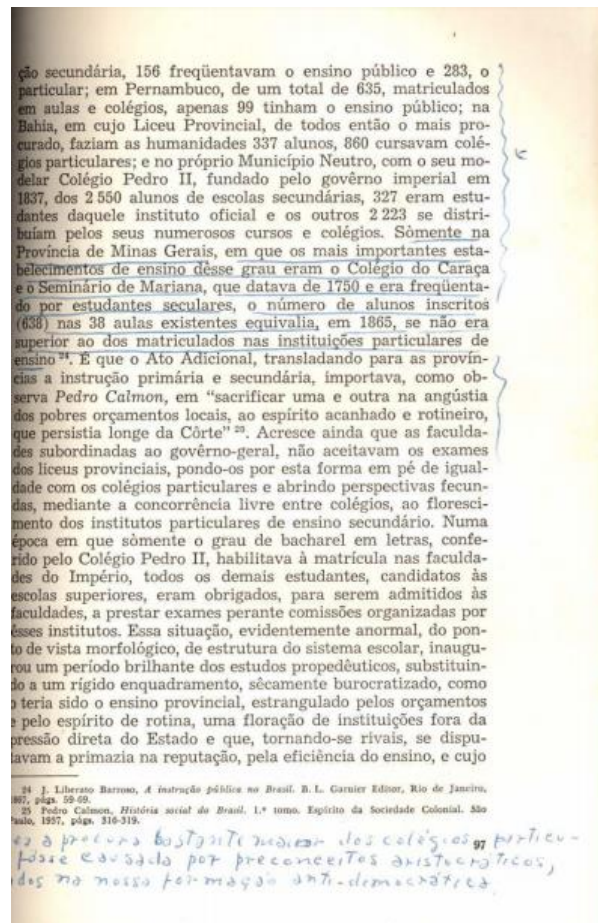 ção secundária, 156 freqüentavam o ensino público e 283, o
particular; em Pernambuco, de um total de 635, matriculados
em aulas e colégios, apenas 99 tinham o ensino público; na
Bahia, em cujo Liceu Provincial, de todos então o mais pro-
curado, faziam as humanidades 337 alunos, 860 cursavam colé-
gios particulares; e no próprio Município Neutro, com o seu mo-
delar Colégio Pedro II, fundado pelo govêrno imperial em
1837, dos 2 550 alunos de escolas secundárias, 327 eram estu-
dantes daquele instituto oficial e os outros 2 223 se distri-
buíam pelos seus numerosos cursos e colégios. Sòmente na
Província de Minas Gerais, em que os mais importantes esta-
belecimentos de ensino dêsse grau eram o Colégio do Caraça
e o Seminário de Mariana, que datava de 1750 e era freqüenta-
do por estudantes seculares, o número de alunos inscritos
(638) nas 38 aulas existentes equivalia, em 1865, se não era
superior ao dos matriculados nas instituições particulares de
ensino 24. É que o Ato Adicional, transladando para as provín-
cias a instrução primária e secundária, importava, como ob-
serva Pedro Calmon, em “sacrificar uma e outra na angústia
dos pobres orçamentos locais, ao espírito acanhado e rotineiro,
que persistia longe da Côrte” 25. Acresce ainda que as faculda-
des subordinadas ao govêrno-geral, não aceitavam os exames
dos liceus provinciais, pondo-os por esta forma em pé de igual-
dade com os colégios particulares e abrindo perspectivas fecun-
das, mediante a concorrência livre entre colégios, ao floresci-
mento dos institutos particulares de ensino secundário. Numa
época em que sòmente o grau de bacharel em letras, confe-
rido pelo Colégio Pedro II, habilitava à matrícula nas faculda-
des do Império, todos os demais estudantes, candidatos às
escolas superiores, eram obrigados, para serem admitidos às
faculdades, a prestar exames perante comissões organizadas por
êsses institutos. Essa situação, evidentemente anormal, do pon-
to de vista morfológico, de estrutura do sistema escolar, inaugu-
rou um período brilhante dos estudos propedêuticos, substituin-
do a um rígido enquadramento, sêcamente burocratizado, como
o teria sido o ensino provincial, estrangulado pelos orçamentos
e pelo espírito de rotina, uma floração de instituições fora da
pressão direta do Estado e que, tornando-se rivais, se dispu-
tavam a primazia na reputação, pela eficiência do ensino, e cujo
24 J. Liberato Barroso, A instrução pública no Brasil. B. L. Garnier Editor, Rio de Janeiro,
1867, págs. 59-69.
25 Pedro Calmon, História social do Brasil. 1.º tomo. Espírito da Sociedade Colonial. São
Paulo, 1937, págs. 316-319.
97
a procura bastante maior dos colégios particu-
fôsse causada por preconceitos aristocráticos,
na nossa formação anti-democrática.